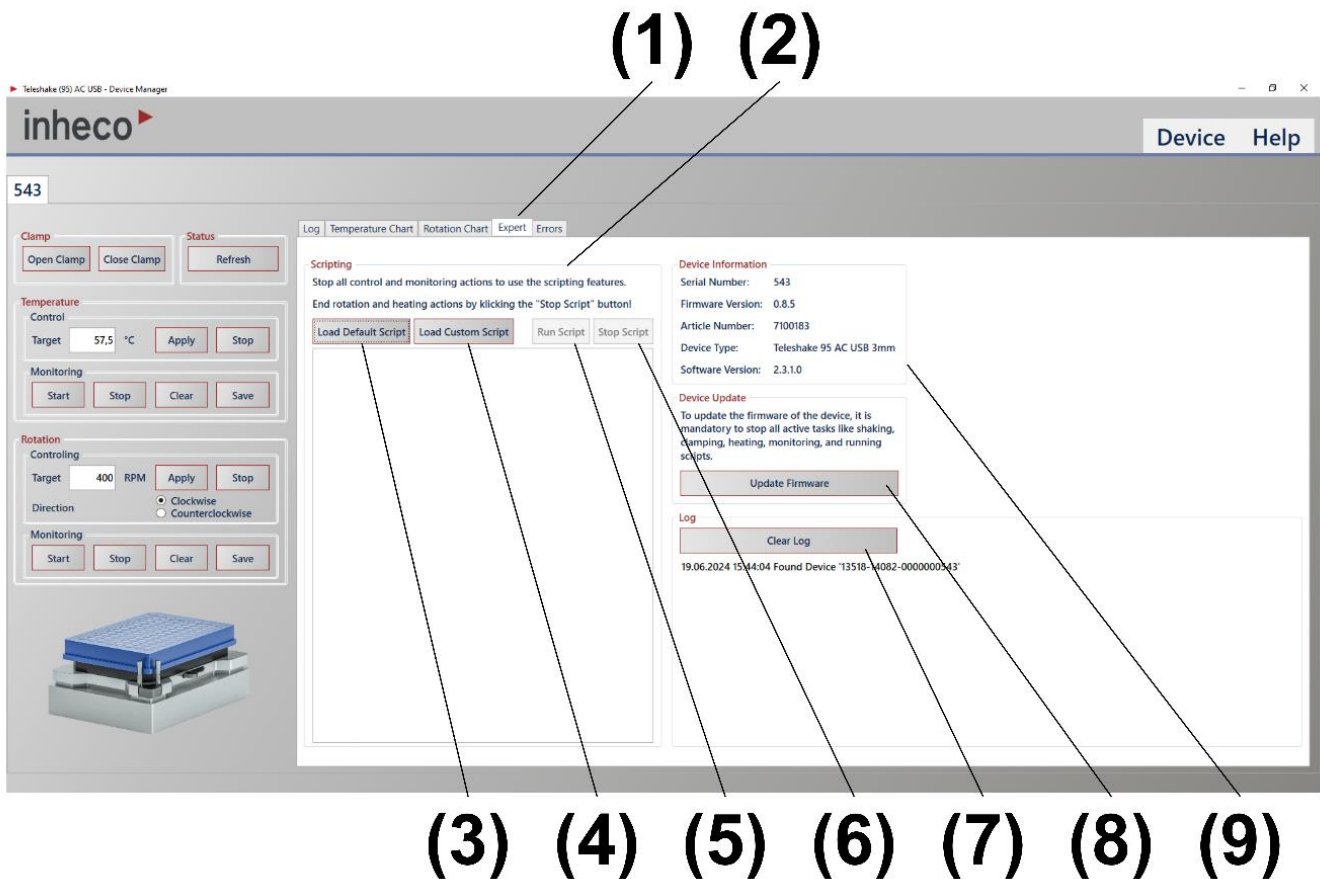 (1) (2)
Teleshake (95) AC USB - Device Manager
inheco
Device Help
543
Clamp
Open Clamp Close Clamp
Status
Refresh
Temperature
Control
Target 57,5 °C Apply Stop
Monitoring
Start Stop Clear Save
Rotation
Controling
Target 400 RPM Apply Stop
Direction
Clockwise
Counterclockwise
Monitoring
Start Stop Clear Save
Log Temperature Chart Rotation Chart Expert Errors
Scripting
Stop all control and monitoring actions to use the scripting features.
End rotation and heating actions by klicking the "Stop Script" button!
Load Default Script Load Custom Script Run Script Stop Script
Device Information
Serial Number: 543
Firmware Version: 0.8.5
Article Number: 7100183
Device Type: Teleshake 95 AC USB 3mm
Software Version: 2.3.1.0
Device Update
To update the firmware of the device, it is
mandatory to stop all active tasks like shaking,
clamping, heating, monitoring, and running
scripts.
Update Firmware
Log
Clear Log
19.06.2024 15:44:04 Found Device '13518-14082-0000000543'
(3) (4) (5) (6) (7) (8) (9)